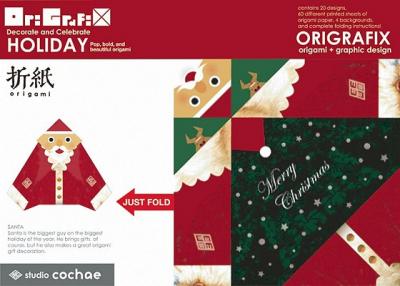 Ori:Grafix
Decorate and Celebrate
HOLIDAY
Pop, bold, and
beautiful origami
contains 20 designs,
60 different printed sheets of
origami paper, 4 backgrounds,
and complete folding instructions!
ORIGRAFIX
origami + graphic design
折紙
origami
Merry
Christmas
JUST FOLD
SANTA
Santa is the biggest guy on the biggest
holiday of the year. He brings gifts, of
course, but he also makes a great origami
gift decoration.
studio cochae